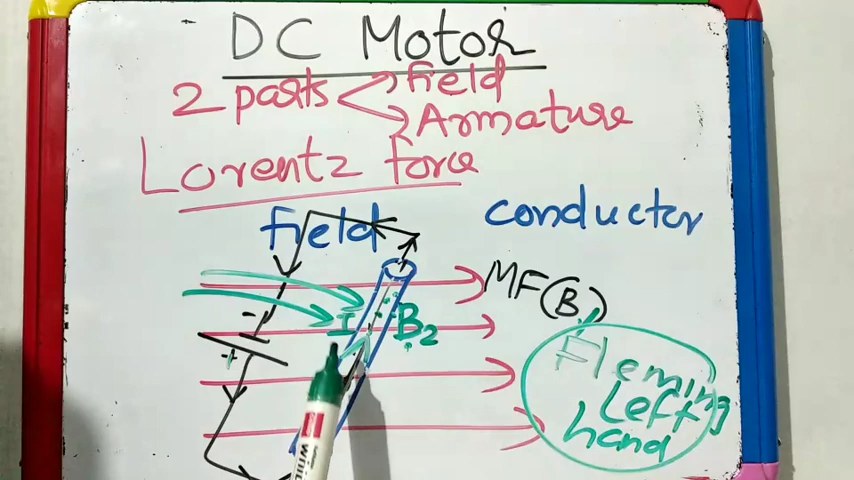 DC Motor
2 parts
field
Armature
Lorentz force
field
conductor
MF(B)
I
B2
-
+
Fleming
Left
hand